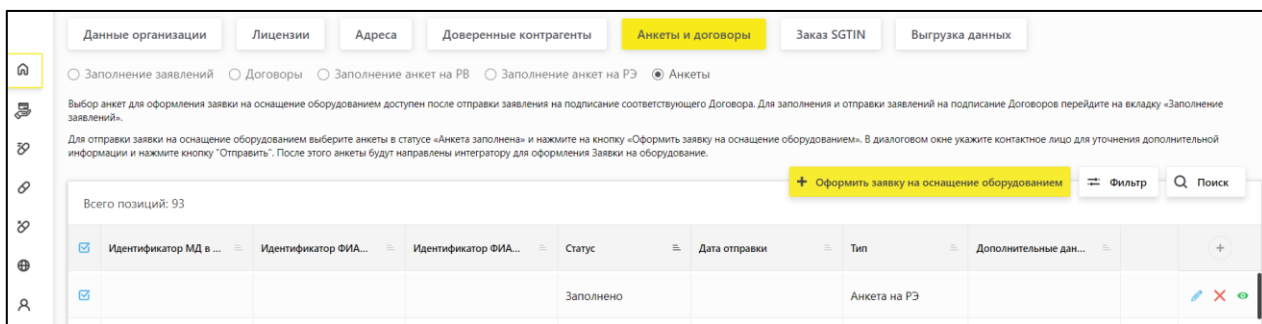 Данные организации Лицензии Адреса Доверенные контрагенты Анкеты и договоры Заказ SGTIN Выгрузка данных
Заполнение заявлений Договоры Заполнение анкет на РВ Заполнение анкет на РЭ Анкеты
Выбор анкет для оформления заявки на оснащение оборудованием доступен после отправки заявления на подписание соответствующего Договора. Для заполнения и отправки заявлений на подписание Договоров перейдите на вкладку «Заполнение
заявлений».
Для отправки заявки на оснащение оборудованием выберите анкеты в статусе «Анкета заполнена» и нажмите на кнопку «Оформить заявку на оснащение оборудованием». В диалоговом окне укажите контактное лицо для уточнения дополнительной
информации и нажмите кнопку "Отправить". После этого анкеты будут направлены интегратору для оформления Заявки на оборудование.
+ Оформить заявку на оснащение оборудованием Фильтр Поиск
Всего позиций: 93
Идентификатор МД в ... Идентификатор ФИА... Идентификатор ФИА... Статус Дата отправки Тип Дополнительные дан...
Заполнено Анкета на РЭ